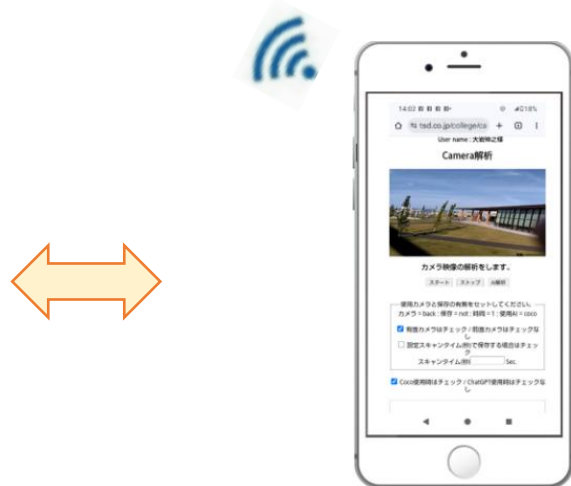 14:02
18%
tsd.co.jp/college/ca
User name : 大岩
Camera解析
カメラ映像の解析をします。
スタート ストップ AI解析
使用カメラと保存の有無をセットしてください。
カメラ = back : 保存 = not : 時間 = 1 : 使用AI = coco
背面カメラはチェック / 前面カメラはチェックな
し
設定スキャンタイム(秒)で保存する場合はチェッ
ク
スキャンタイム(秒) Sec.
Coco使用時はチェック / ChatGPT使用時はチェックな
し